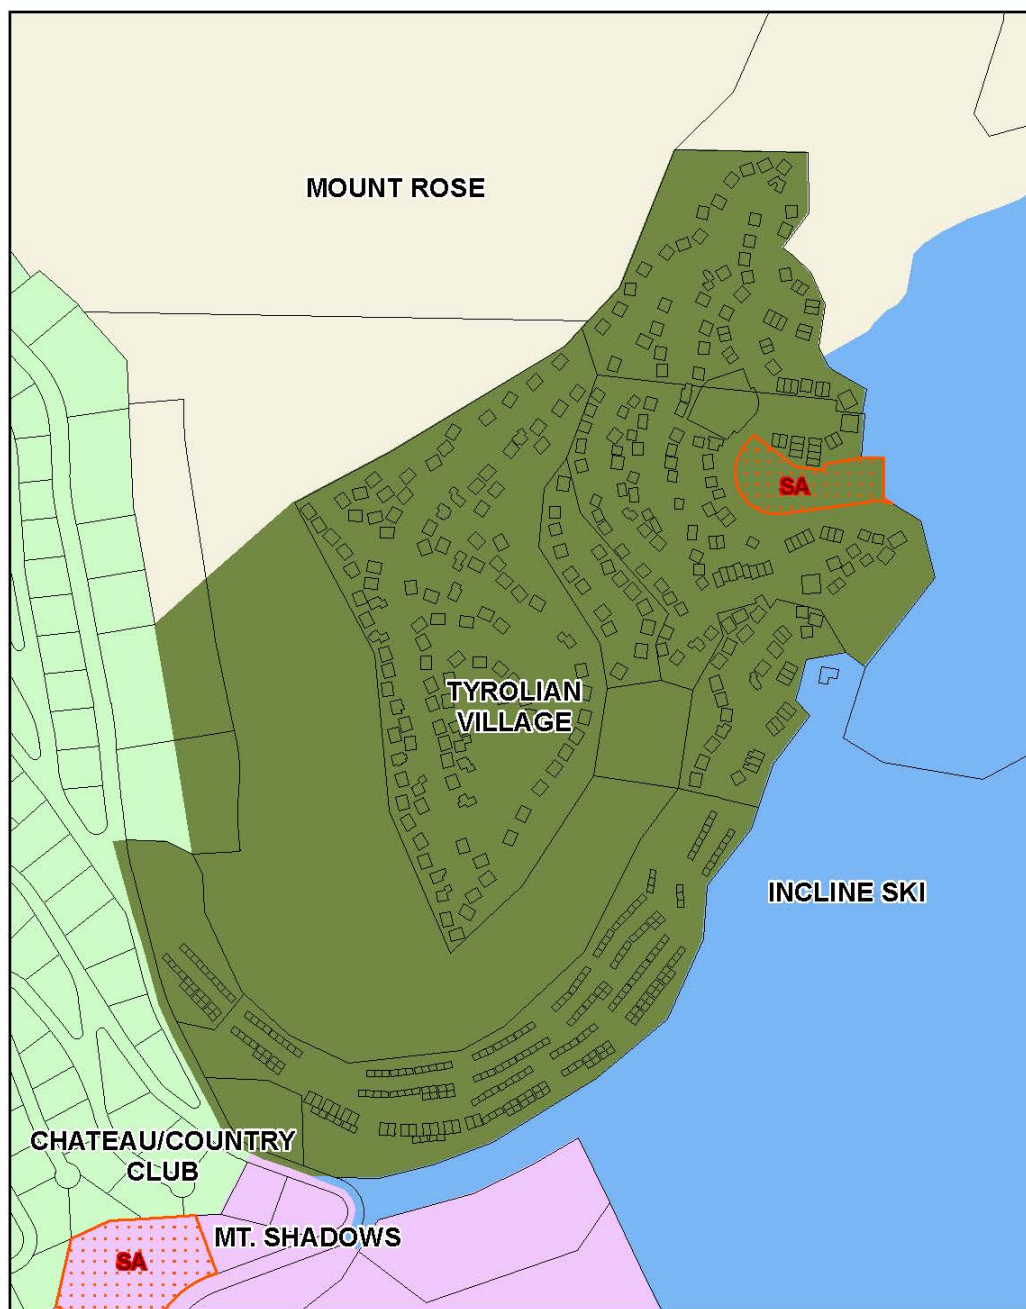 MOUNT ROSE
SA
TYROLIAN
VILLAGE
INCLINE SKI
CHATEAU/COUNTRY
CLUB
MT. SHADOWS
SA